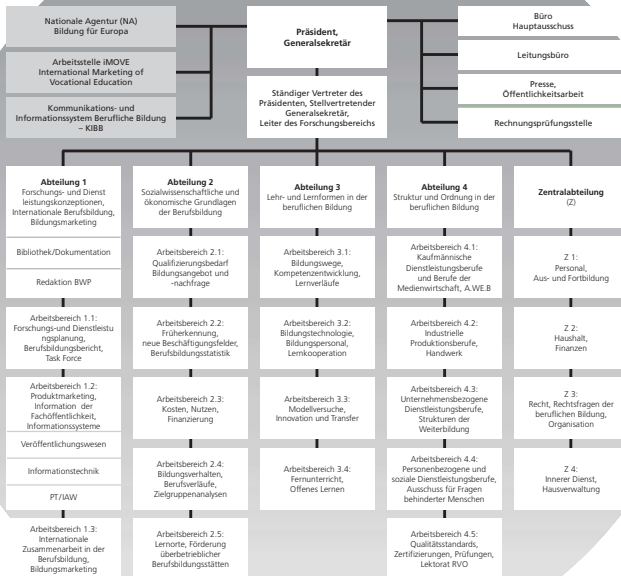 Nationale Agentur (NA)
Bildung für Europa
Arbeitsstelle iMOVE
International Marketing of
Vocational Education
Kommunikations- und
Informationssystem Berufliche Bildung
– KIBB
Präsident,
Generalsekretär
Ständiger Vertreter des
Präsidenten, Stellvertretender
Generalsekretär,
Leiter des Forschungsbereichs
Büro
Hauptausschuss
Leitungsbüro
Presse,
Öffentlichkeitsarbeit
Rechnungsprüfungsstelle
Abteilung 1
Forschungs- und Dienst
leistungskonzeptionen,
Internationale Berufsbildung,
Bildungsmarketing
Bibliothek/Dokumentation
Redaktion BWP
Arbeitsbereich 1.1:
Forschungs-und Dienstleistu
ngsplanung,
Berufsbildungsbericht,
Task Force
Arbeitsbereich 1.2:
Produktmarketing,
Information der
Fachöffentlichkeit,
Informationssysteme
Veröffentlichungswesen
Informationstechnik
PT/IAW
Arbeitsbereich 1.3:
Internationale
Zusammenarbeit in der
Berufsbildung,
Bildungsmarketing
Abteilung 2
Sozialwissenschaftliche und
ökonomische Grundlagen
der Berufsbildung
Arbeitsbereich 2.1:
Qualifizierungsbedarf
Bildungsangebot und
-nachfrage
Arbeitsbereich 2.2:
Früherkennung,
neue Beschäftigungsfelder,
Berufsbildungsstatistik
Arbeitsbereich 2.3:
Kosten, Nutzen,
Finanzierung
Arbeitsbereich 2.4:
Bildungsverhalten,
Berufsverläufe,
Zielgruppenanalysen
Arbeitsbereich 2.5:
Lernorte, Förderung
überbetrieblicher
Berufsbildungsstätten
Abteilung 3
Lehr- und Lernformen in der
beruflichen Bildung
Arbeitsbereich 3.1:
Bildungswege,
Kompetenzentwicklung,
Lernverläufe
Arbeitsbereich 3.2:
Bildungstechnologie,
Bildungspersonal,
Lernkooperation
Arbeitsbereich 3.3:
Modellversuche,
Innovation und Transfer
Arbeitsbereich 3.4:
Fernunterricht,
Offenes Lernen
Abteilung 4
Struktur und Ordnung in der
beruflichen Bildung
Arbeitsbereich 4.1:
Kaufmännische
Dienstleistungsberufe
und Berufe der
Medienwirtschaft, A.WE.B
Arbeitsbereich 4.2:
Industrielle
Produktionsberufe,
Handwerk
Arbeitsbereich 4.3:
Unternehmensbezogene
Dienstleistungsberufe,
Strukturen der
Weiterbildung
Arbeitsbereich 4.4:
Personenbezogene und
soziale Dienstleistungsberufe,
Ausschuss für Fragen
behinderter Menschen
Arbeitsbereich 4.5:
Qualitätsstandards,
Zertifizierungen, Prüfungen,
Lektorat RVO
Zentralabteilung
(Z)
Z 1:
Personal,
Aus- und Fortbildung
Z 2:
Haushalt,
Finanzen
Z 3:
Recht, Rechtsfragen der
beruflichen Bildung,
Organisation
Z 4:
Innerer Dienst,
Hausverwaltung